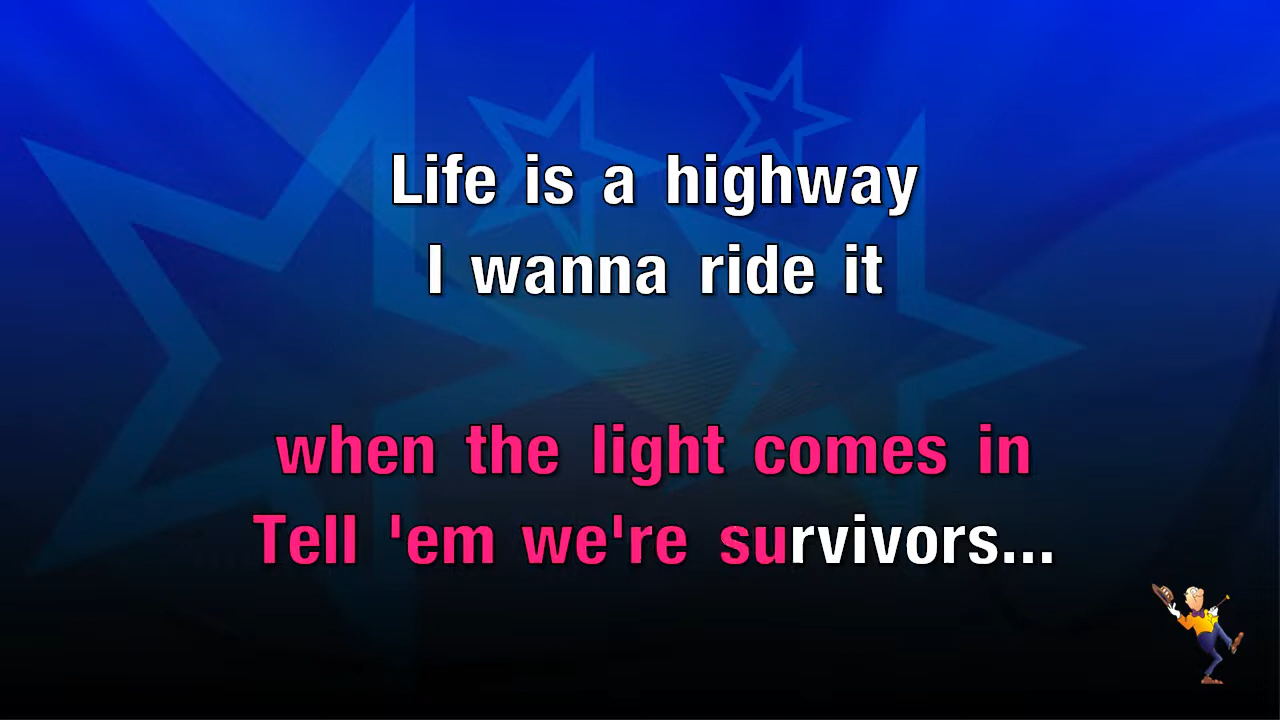 Life is a highway
I wanna ride it
when the light comes in
Tell 'em we're survivors...